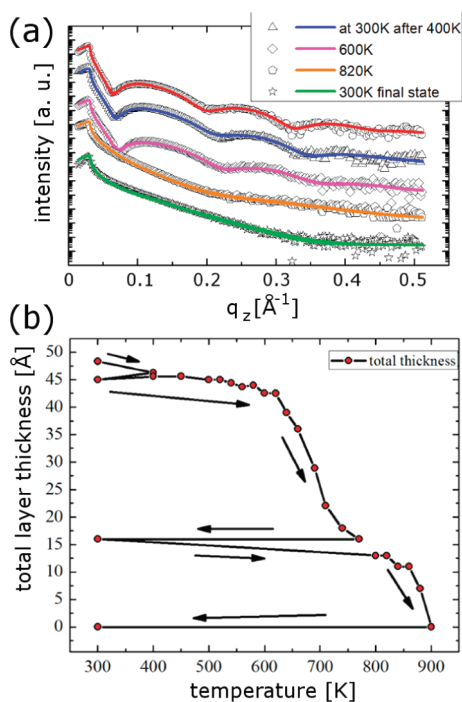 (a)
at 300K after 400K
600K
820K
300K final state
intensity [a. u.]
0 0.1 0.2 0.3 0.4 0.5
q z [Å-1]
(b)
total thickness
total layer thickness [Å]
50
45
40
35
30
25
20
15
10
5
0
300 400 500 600 700 800 900
temperature [K]